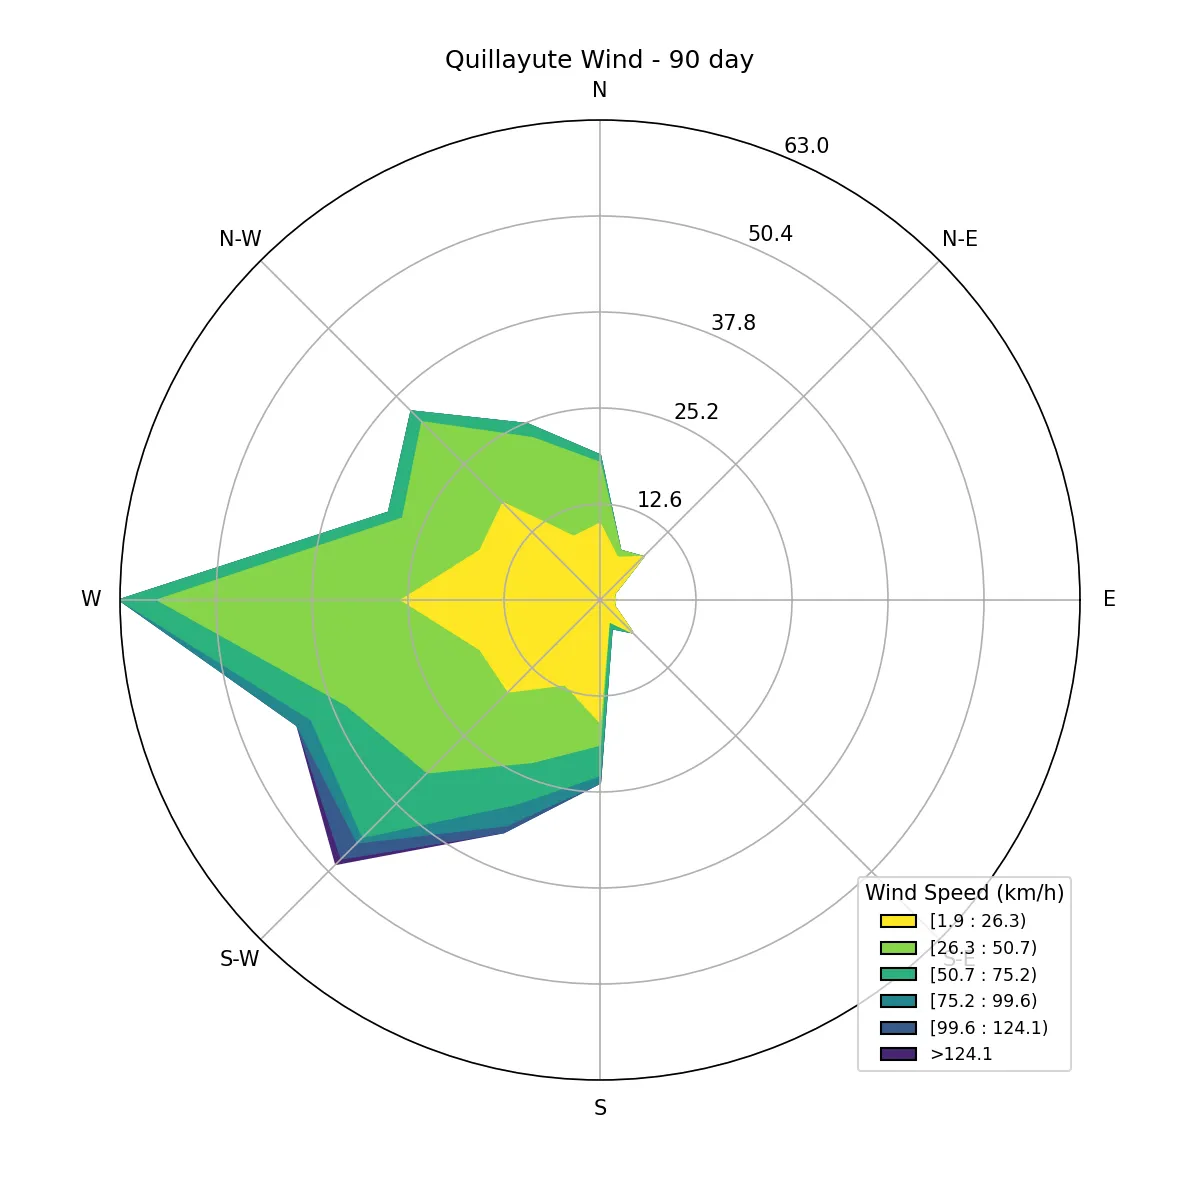 Quillayute Wind - 90 day
N
63.0
50.4
N-W
N-E
37.8
25.2
12.6
W
E
S-W
S-E
S
Wind Speed (km/h)
[1.9 : 26.3)
[26.3 : 50.7)
[50.7 : 75.2)
[75.2 : 99.6)
[99.6 : 124.1)
>124.1